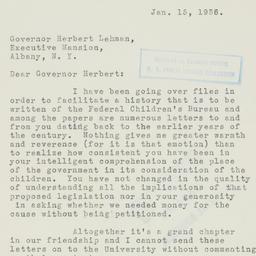 Jan. 15, 1936.
Governor Herbert Lehman,
Executive Mansion,
Albany, N. Y.
Dear Governor Herbert:
I have been going over files in
order to facilitate a history that is to be
written of the Federal Children's Bureau and
among the papers are numerous letters to and
from you dating back to the earlier years of
the century. Nothing gives me greater warmth
and reverence (for it is that emotion) than
to realize how consistent you have been in
your intelligent comprehension of the place
of the government in its consideration of the
children. You have not changed in the quality
of understanding all the implications of that
proposed legislation nor in your generosity
in asking whether we needed money for the
cause without being petitioned.
Altogether it's a grand chapter
in our friendship and I cannot send these
letters on to the University without commenting